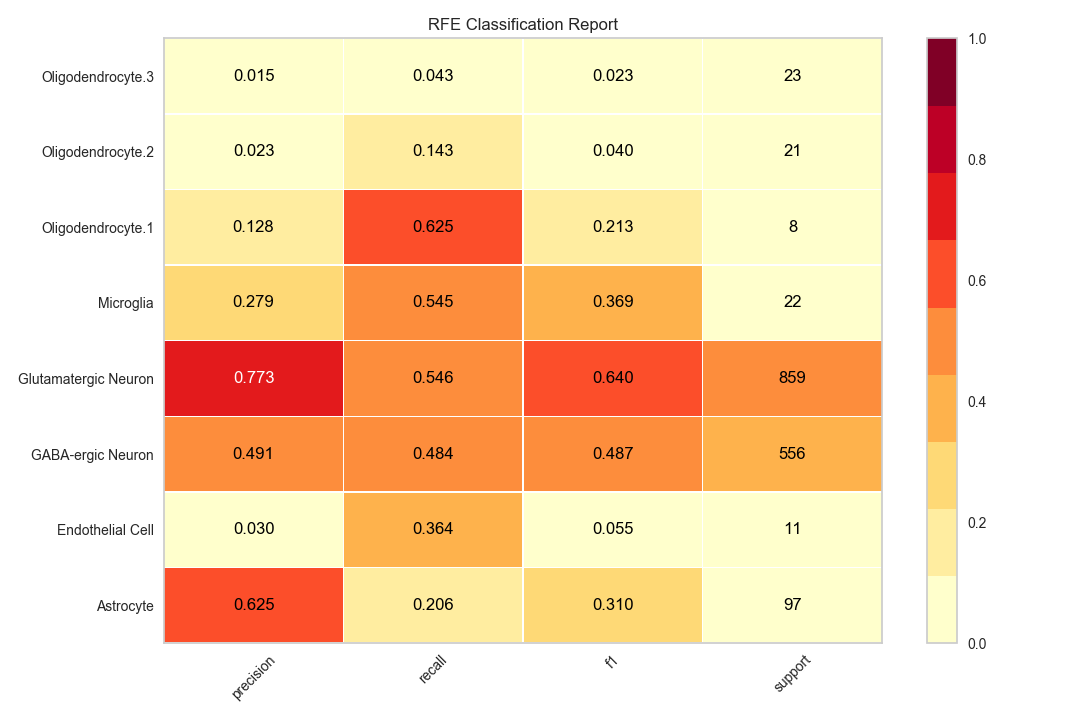 RFE Classification Report
Oligodendrocyte.3 0.015 0.043 0.023 23
Oligodendrocyte.2 0.023 0.143 0.040 21
Oligodendrocyte.1 0.128 0.625 0.213 8
Microglia 0.279 0.545 0.369 22
Glutamatergic Neuron 0.773 0.546 0.640 859
GABA-ergic Neuron 0.491 0.484 0.487 556
Endothelial Cell 0.030 0.364 0.055 11
Astrocyte 0.625 0.206 0.310 97
precision recall f1 support
1.0
0.8
0.6
0.4
0.2
0.0